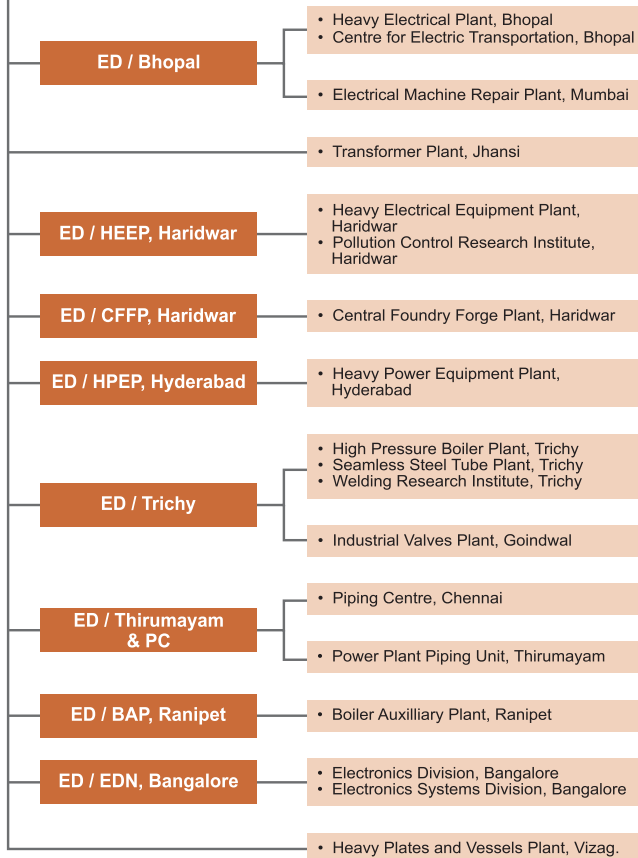 ED / Bhopal
• Heavy Electrical Plant, Bhopal
• Centre for Electric Transportation, Bhopal
• Electrical Machine Repair Plant, Mumbai
• Transformer Plant, Jhansi
ED / HEEP, Haridwar
• Heavy Electrical Equipment Plant,
Haridwar
• Pollution Control Research Institute,
Haridwar
ED / CFFP, Haridwar
• Central Foundry Forge Plant, Haridwar
ED / HPEP, Hyderabad
• Heavy Power Equipment Plant,
Hyderabad
ED / Trichy
• High Pressure Boiler Plant, Trichy
• Seamless Steel Tube Plant, Trichy
• Welding Research Institute, Trichy
• Industrial Valves Plant, Goindwal
ED / Thirumayam
& PC
• Piping Centre, Chennai
• Power Plant Piping Unit, Thirumayam
ED / BAP, Ranipet
• Boiler Auxilliary Plant, Ranipet
ED / EDN, Bangalore
• Electronics Division, Bangalore
• Electronics Systems Division, Bangalore
• Heavy Plates and Vessels Plant, Vizag.